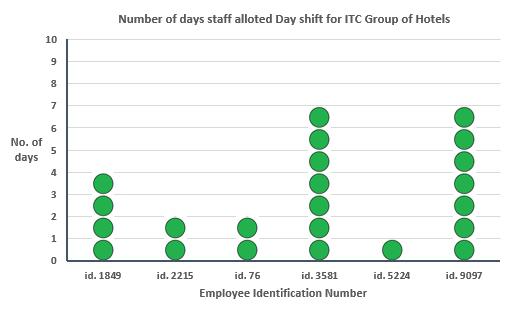 Number of days staff alloted Day shift for ITC Group of Hotels
10
9
8
7
6
5
4
3
2
1
0
No. of
days
id. 1849 id. 2215 id. 76 id. 3581 id. 5224 id. 9097
Employee Identification Number